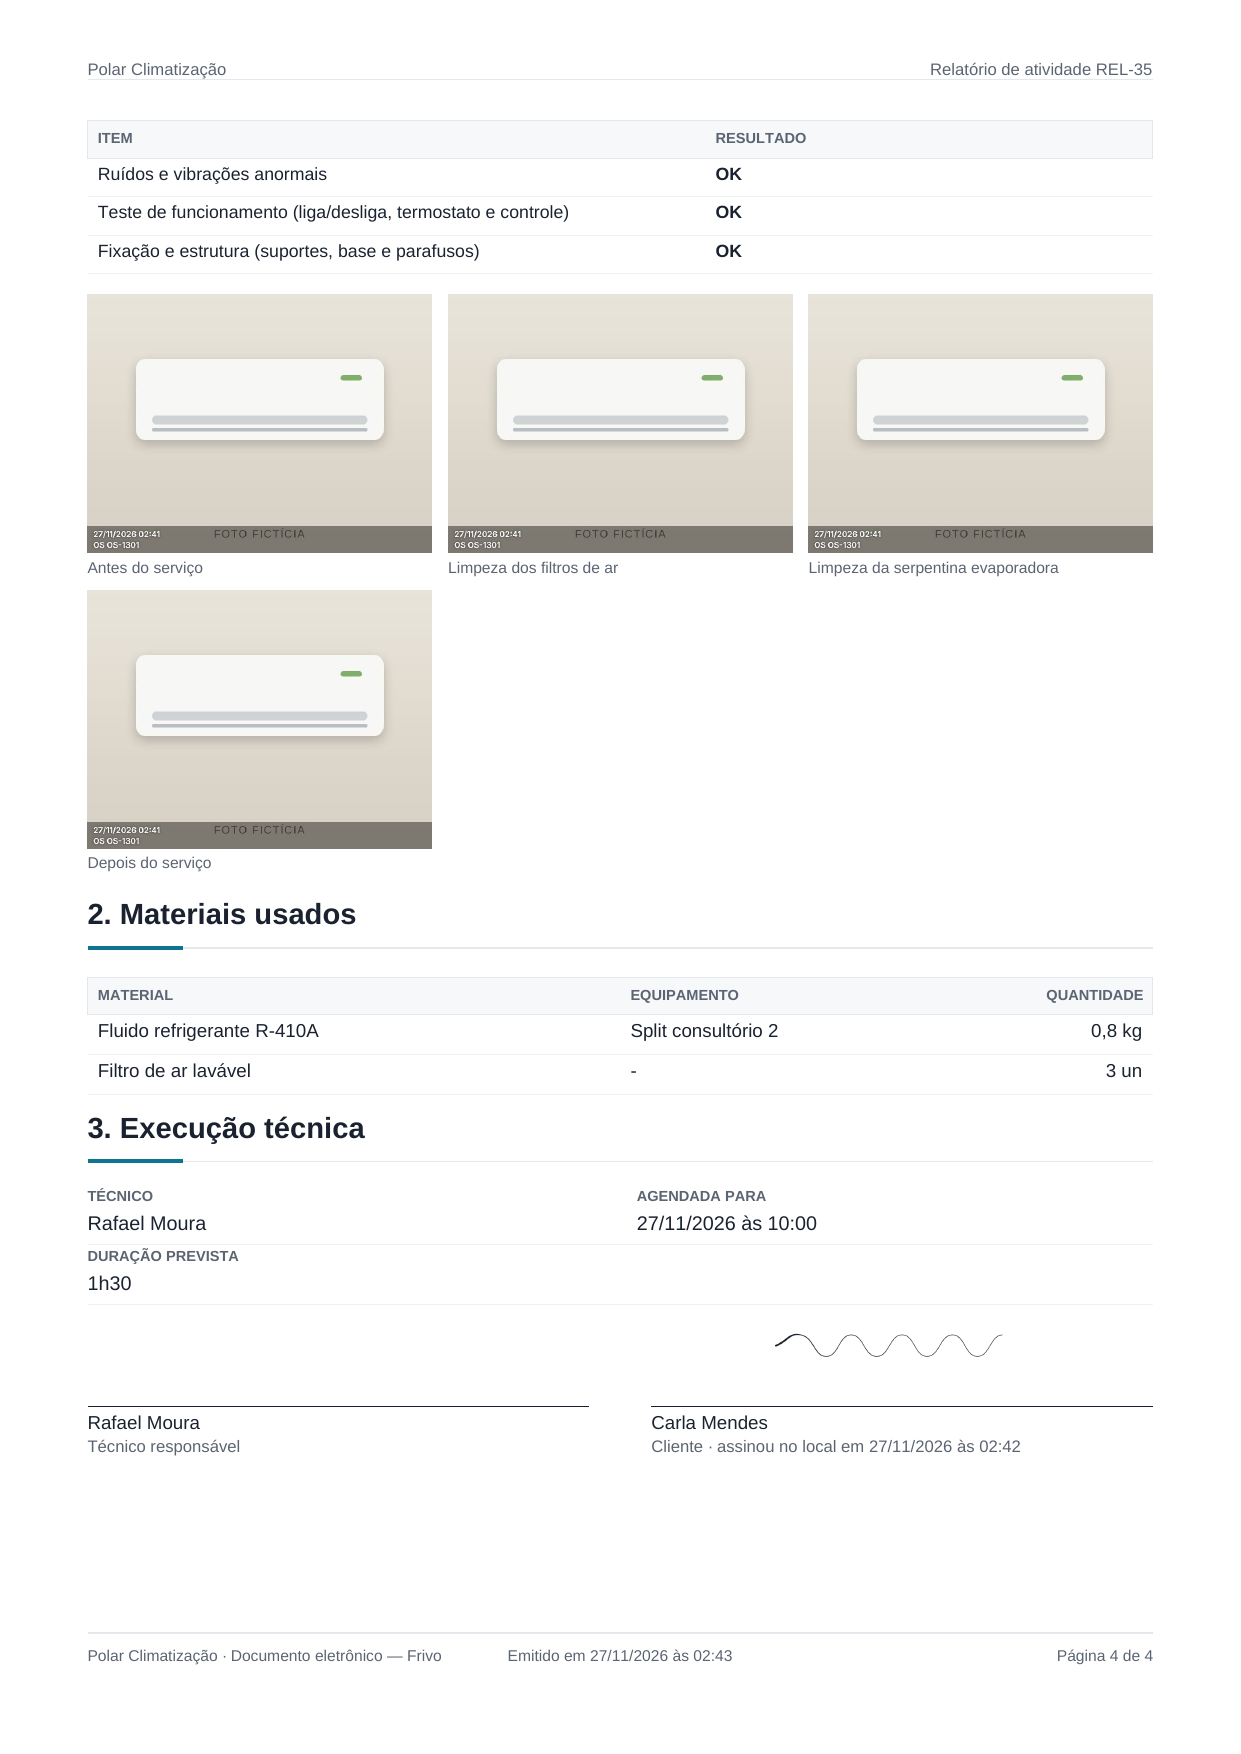 Polar Climatização
Relatório de atividade REL-35
ITEM RESULTADO
Ruídos e vibrações anormais OK
Teste de funcionamento (liga/desliga, termostato e controle) OK
Fixação e estrutura (suportes, base e parafusos) OK
27/11/2026 02:41 FOTO FICTÍCIA
OS OS-1301
27/11/2026 02:41 FOTO FICTÍCIA
OS OS-1301
27/11/2026 02:41 FOTO FICTÍCIA
OS OS-1301
Antes do serviço
Limpeza dos filtros de ar
Limpeza da serpentina evaporadora
27/11/2026 02:41 FOTO FICTÍCIA
OS OS-1301
Depois do serviço
2. Materiais usados
MATERIAL EQUIPAMENTO QUANTIDADE
Fluido refrigerante R-410A Split consultório 2 0,8 kg
Filtro de ar lavável - 3 un
3. Execução técnica
TÉCNICO AGENDADA PARA
Rafael Moura 27/11/2026 às 10:00
DURAÇÃO PREVISTA
1h30
Rafael Moura
Técnico responsável
Carla Mendes
Cliente · assinou no local em 27/11/2026 às 02:42
Polar Climatização · Documento eletrônico — Frivo Emitido em 27/11/2026 às 02:43 Página 4 de 4